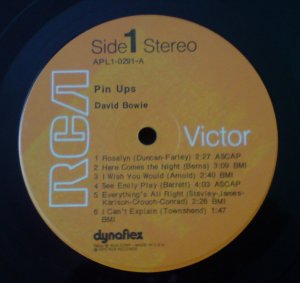 Side 1 Stereo
APL1-0291-A
Pin Ups
David Bowie
RCA
Victor
1 Rosalyn (Duncan-Farley) 2:27 ASCAP
2 Here Comes the Night (Berns) 3:09 BMI
3 I Wish You Would (Arnold) 2:40 BMI
4 See Emily Play (Barrett) 4:03 ASCAP
5 Everything's All Right (Stavley-James-
Karlson-Crouch-Conrad) 2:26 BMI
6 I Can't Explain (Townshend) 1:47
BMI
dynaflex